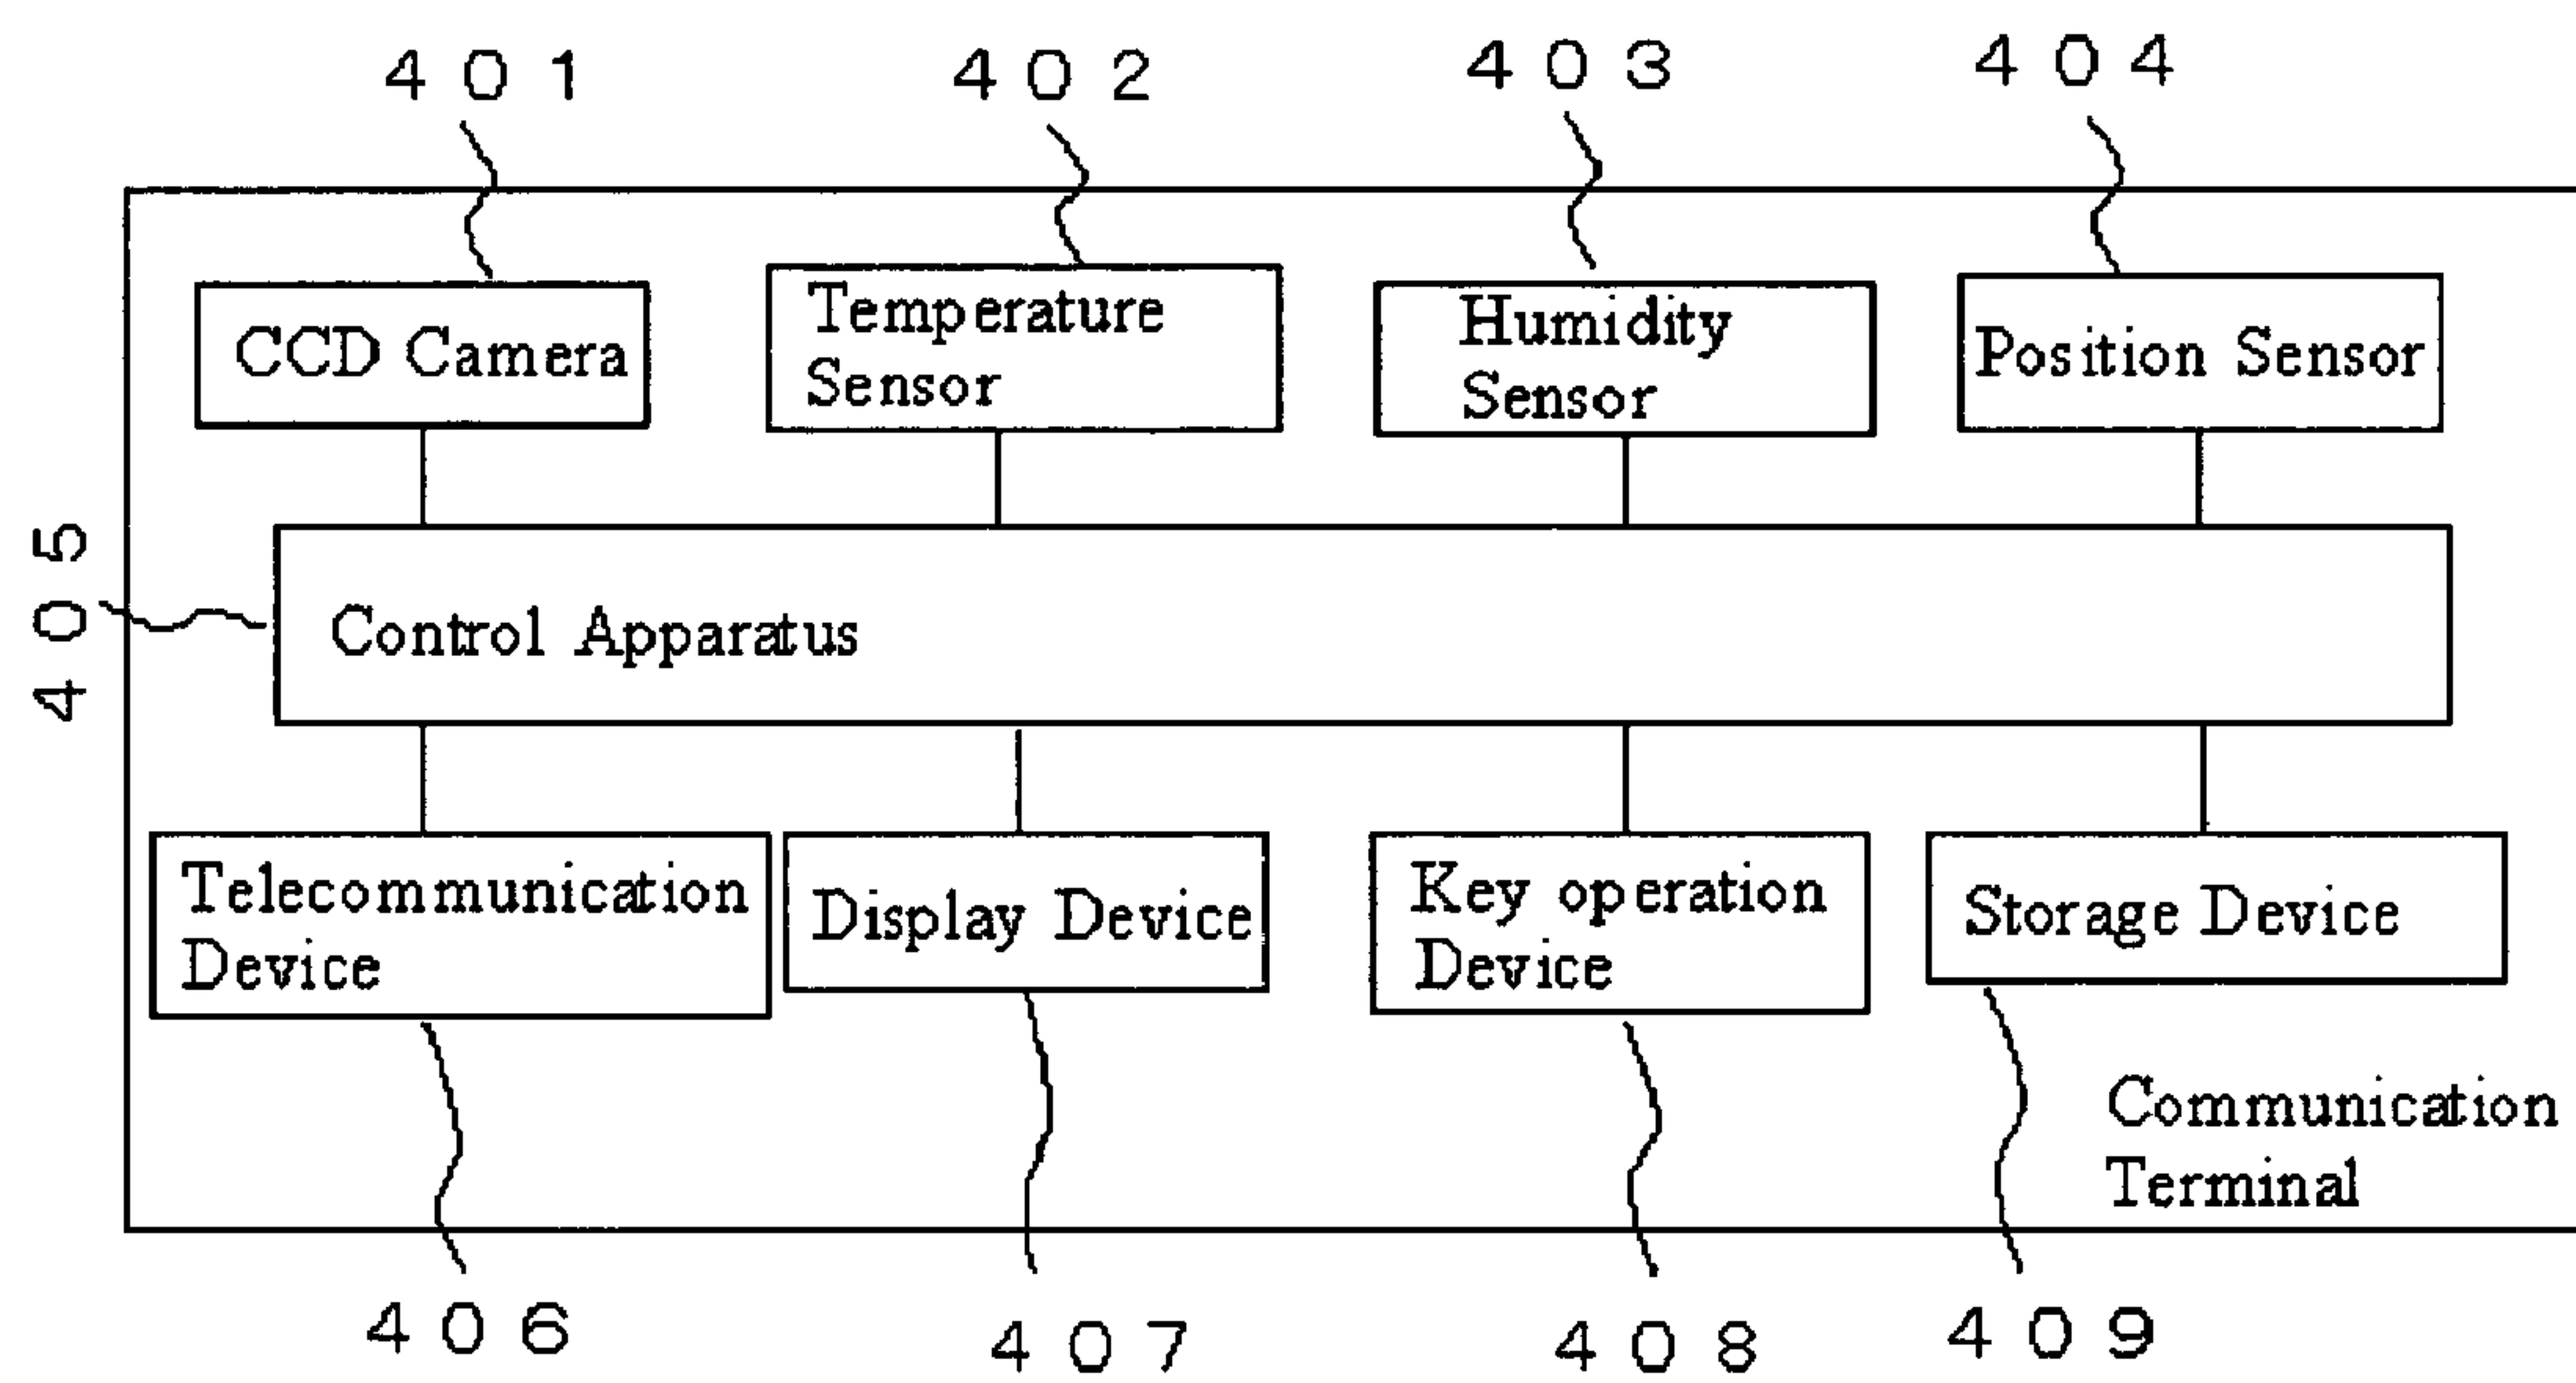 401
402
403
404
CCD Camera
Temperature
Sensor
Humidity
Sensor
Position Sensor
405
Control Apparatus
Telecommunication
Device
Display Device
Key operation
Device
Storage Device
Communication
Terminal
406
407
408
409